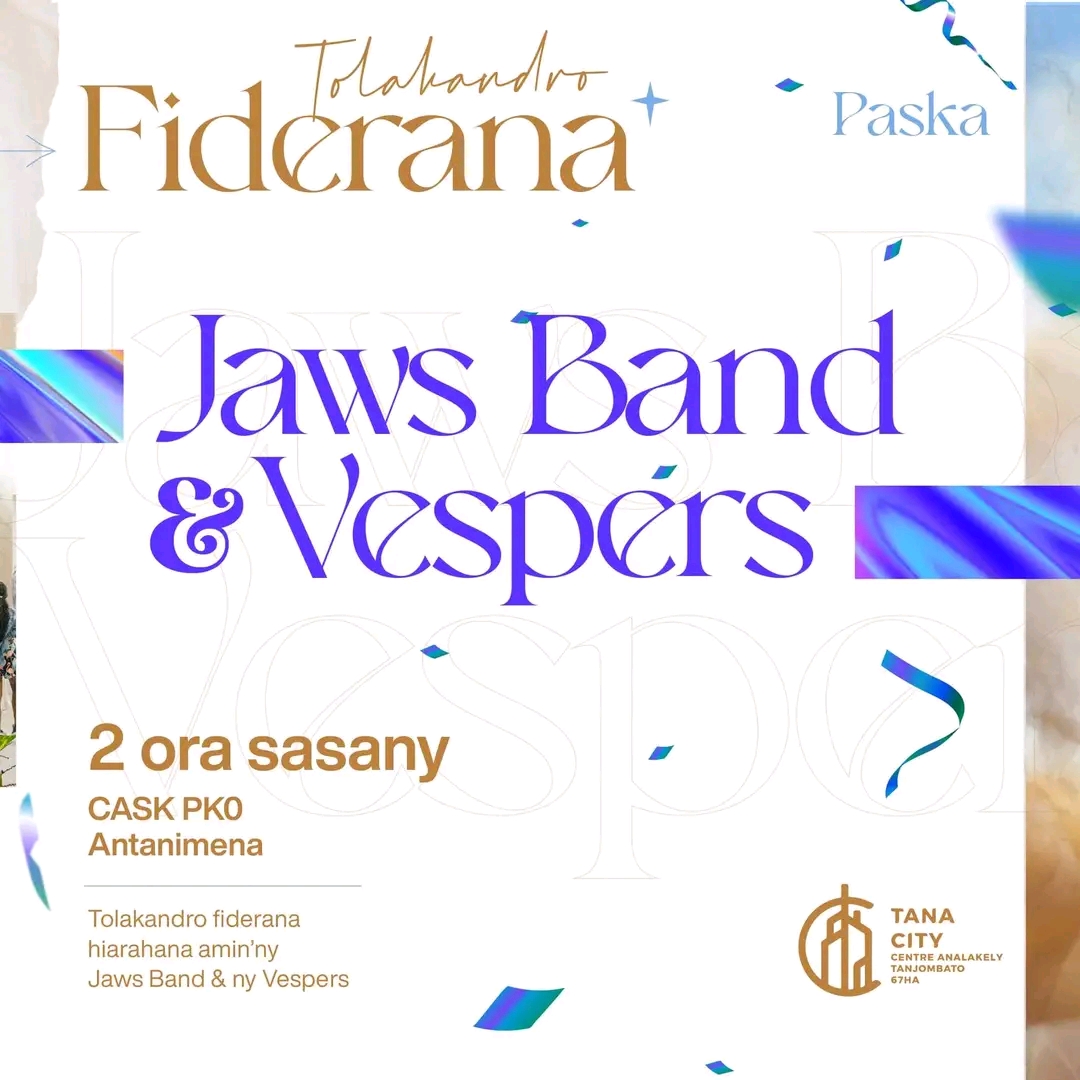 Tolakandro
Fiderana
Paska
Jaws Band
& Vespers
2 ora sasany
CASK PK0
Antanimena
Tolakandro fiderana
hiarahana amin'ny
Jaws Band & ny Vespers
TANA
CITY
CENTRE ANALAKELY
TANJOMBATO
67HA